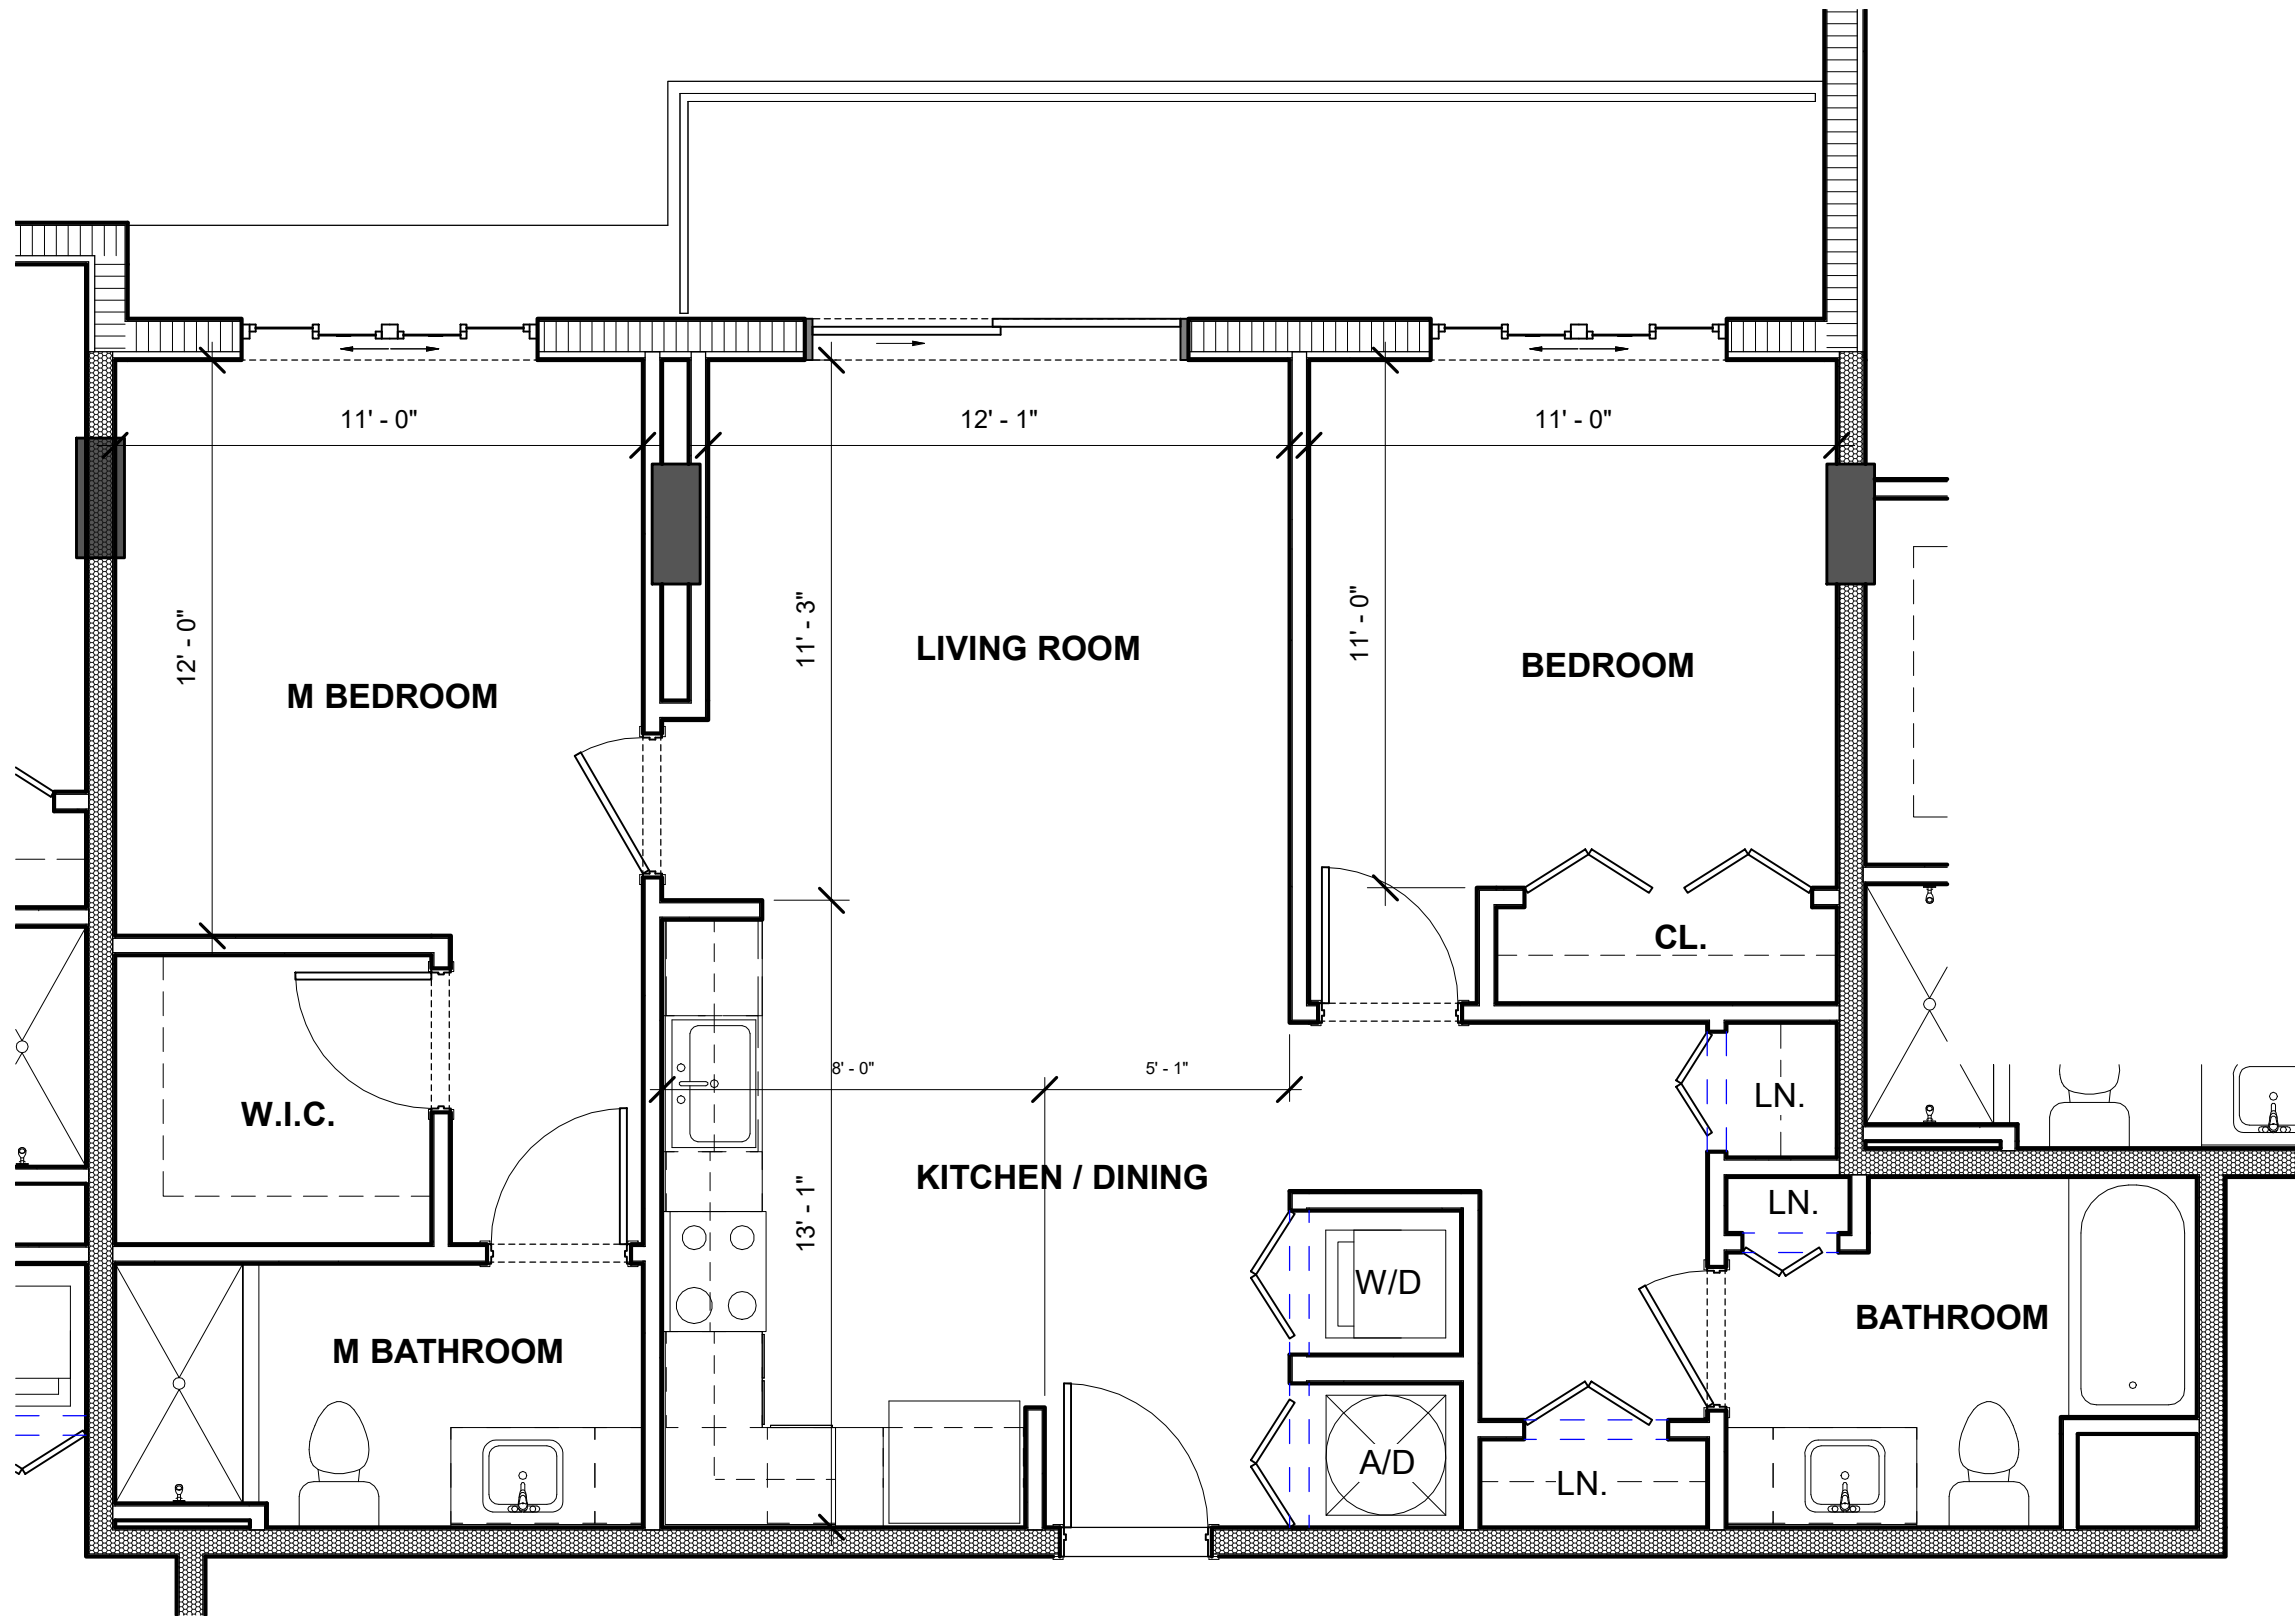 11' - 0"
12' - 1"
11' - 0"
12' - 0"
11' - 3"
11' - 0"
LIVING ROOM
BEDROOM
M BEDROOM
CL.
8' - 0"
5' - 1"
LN.
W.I.C.
KITCHEN / DINING
13' - 1"
LN.
W/D
BATHROOM
M BATHROOM
A/D
LN.